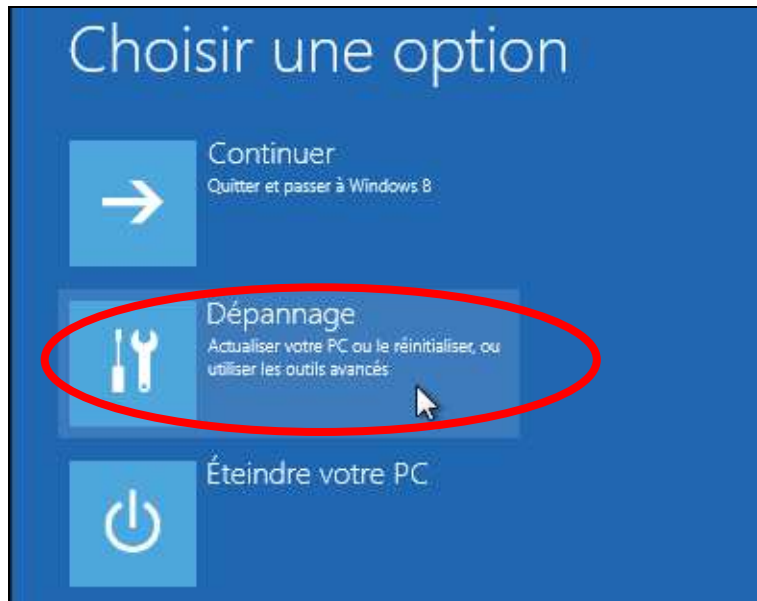 Choisir une option
Continuer
Quitter et passer à Windows 8
Dépannage
Actualiser votre PC ou le réinitialiser, ou
utiliser les outils avancés
Éteindre votre PC